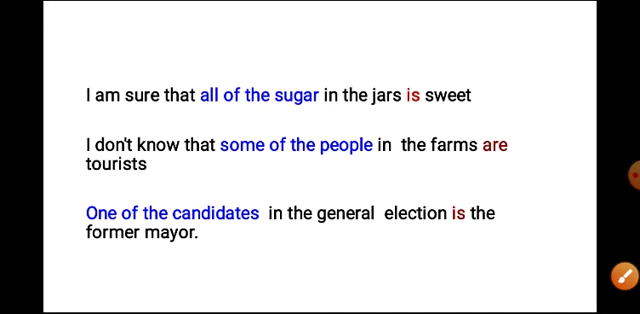 I am sure that all of the sugar in the jars is sweet
I don't know that some of the people in the farms are
tourists
One of the candidates in the general election is the
former mayor.